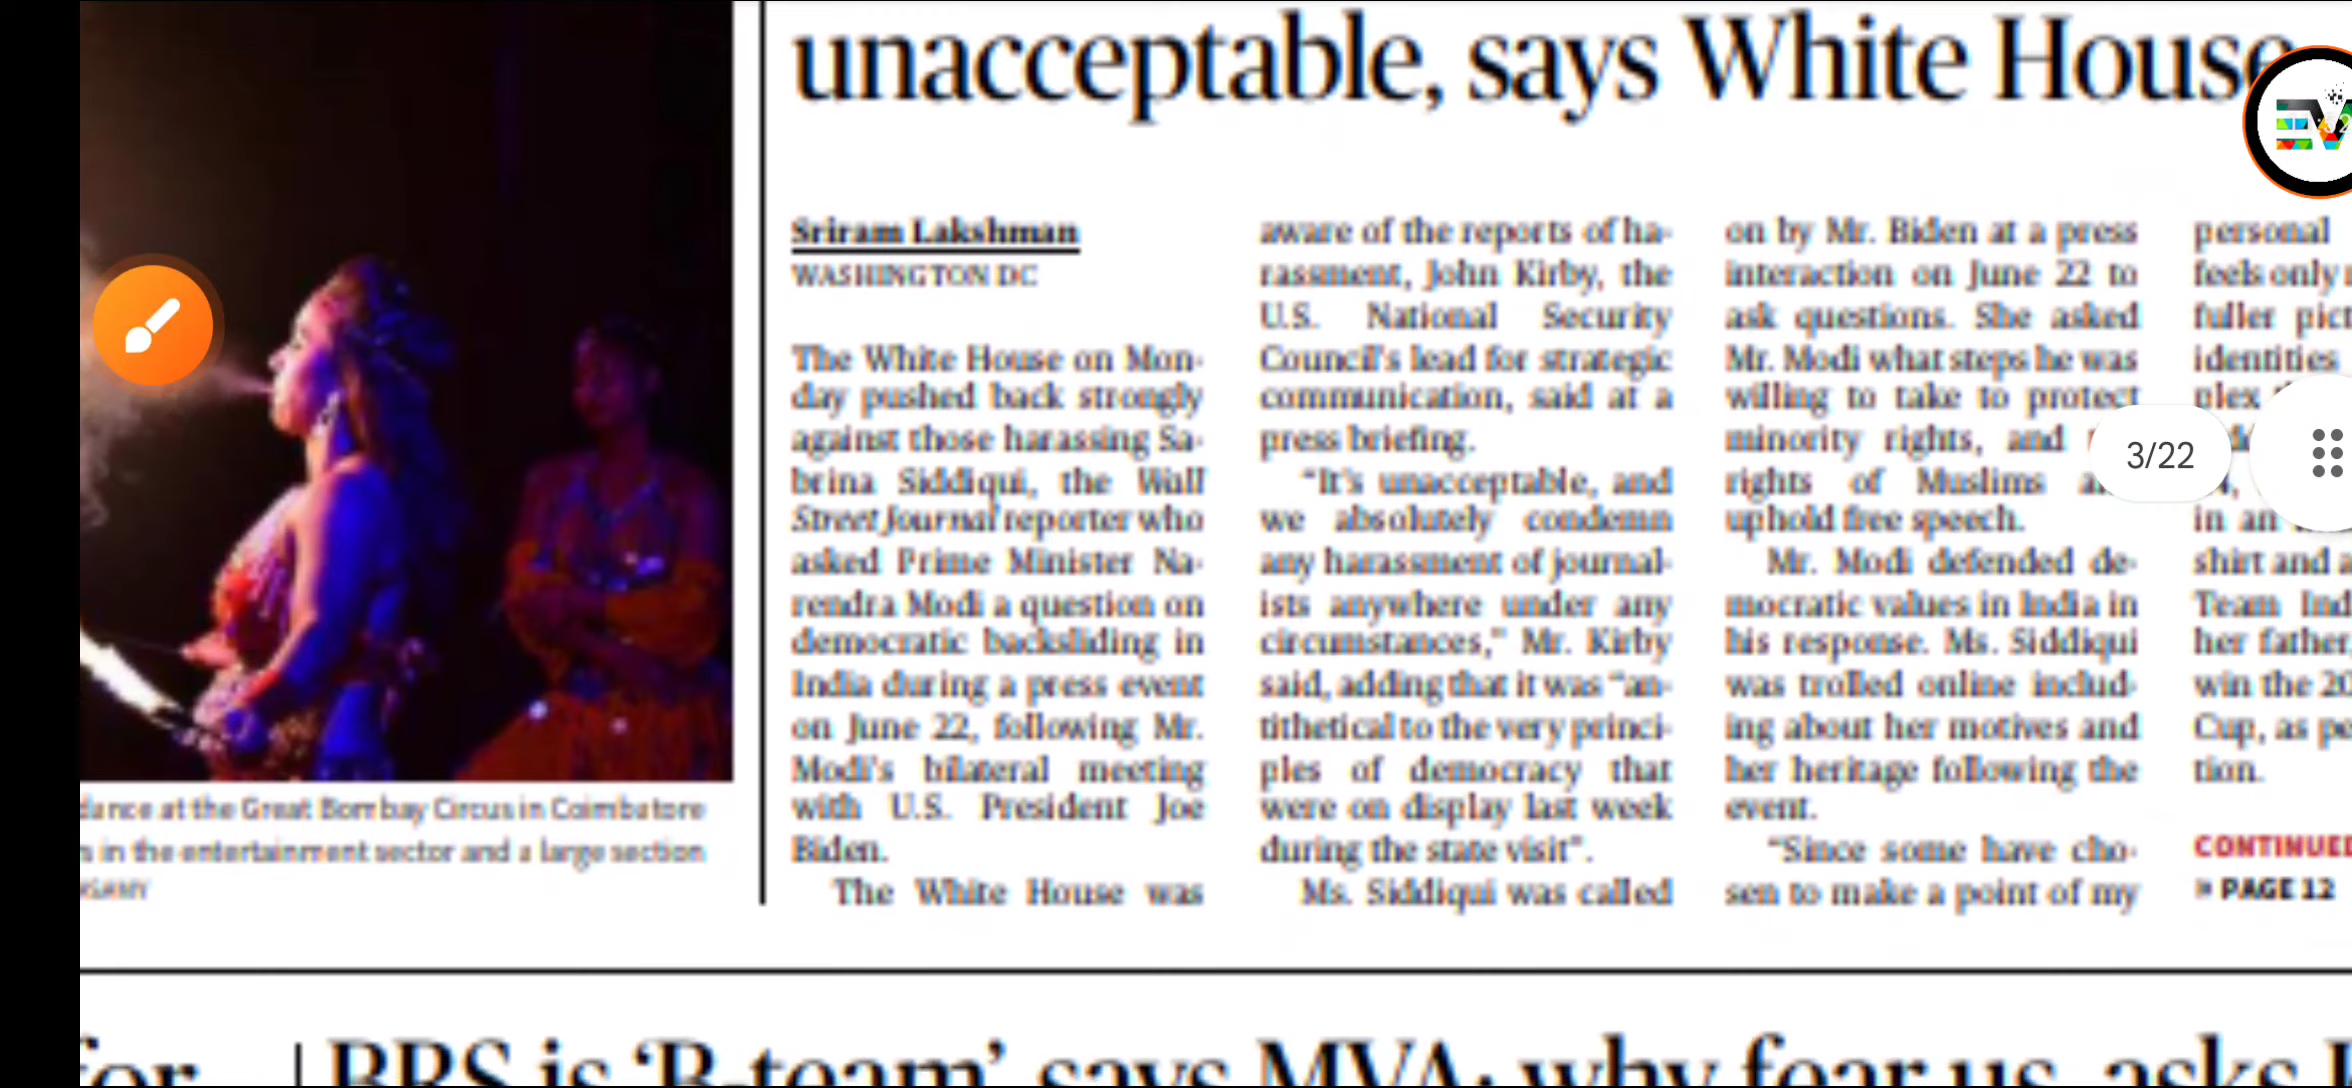 unacceptable, says White House
Sriram Lakshman
WASHINGTON DC
The White House on Mon-
day pushed back strongly
against those harassing Sa-
brina Siddiqui, the Wall
Street Journal reporter who
asked Prime Minister Na-
rendra Modi a question on
democratic backsliding in
India during a press event
on June 22, following Mr.
Modi's bilateral meeting
with U.S. President Joe
Biden.
The White House was
aware of the reports of ha-
rassment, John Kirby, the
U.S. National Security
Council's lead for strategic
communication, said at a
press briefing.
"It's unacceptable, and
we absolutely condemn
any harassment of journal-
ists anywhere under any
circumstances," Mr. Kirby
said, adding that it was "an-
tithetical to the very princi-
ples of democracy that
were on display last week
during the state visit".
Ms. Siddiqui was called
on by Mr. Biden at a press
interaction on June 22 to
ask questions. She asked
Mr. Modi what steps he was
willing to take to protect
minority rights, and
rights of Muslims
uphold free speech.
Mr. Modi defended de-
mocratic values in India in
his response. Ms. Siddiqui
was trolled online includ-
ing about her motives and
her heritage following the
event.
"Since some have cho-
sen to make a point of my
personal
feels only
fuller
identities
plex
in an
shirt and
Team
her father,
win the
Cup, as
tion.
CONTINUED
» PAGE 12
3/22
EV
dance at the Great Bombay Circus in Coimbatore
in the entertainment sector and a large section
for
BRS is 'B-team' says MVA; why fear us, asks